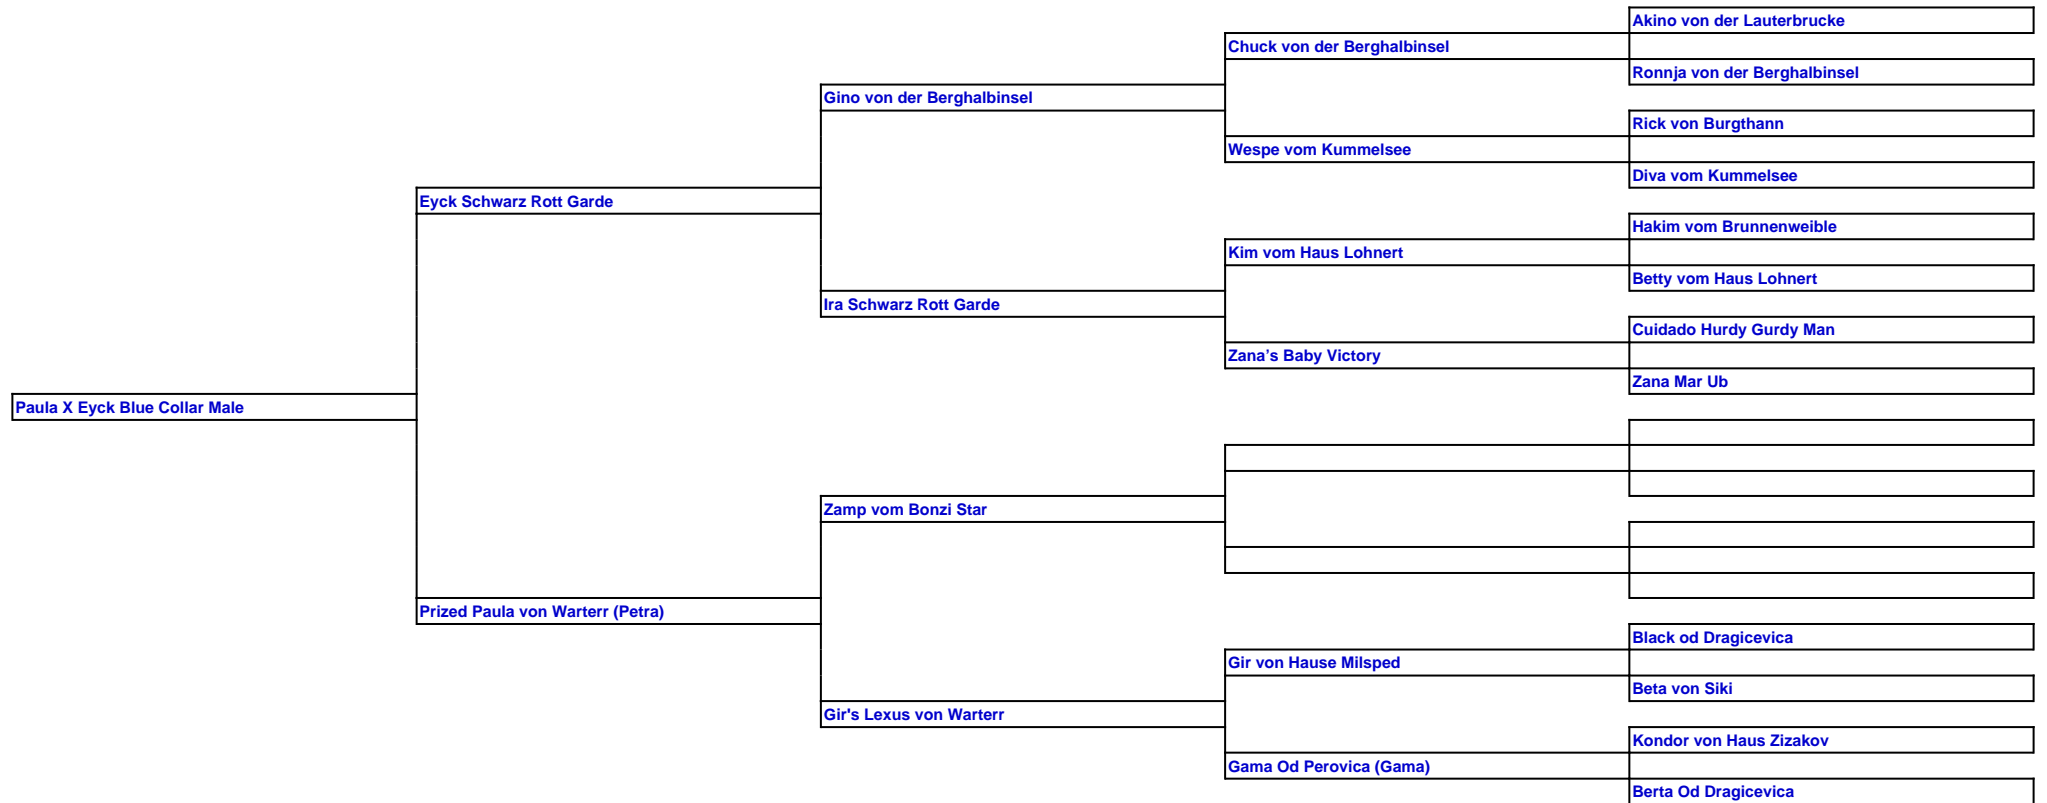 Akino von der Lauterbrucke
Chuck von der Berghalbinsel
Ronnja von der Berghalbinsel
Gino von der Berghalbinsel
Rick von Burgthann
Wespe vom Kummelsee
Diva vom Kummelsee
Eyck Schwarz Rott Garde
Hakim vom Brunnenweible
Kim vom Haus Lohnert
Betty vom Haus Lohnert
Ira Schwarz Rott Garde
Cuidado Hurdy Gurdy Man
Zana’s Baby Victory
Zana Mar Ub
Paula X Eyck Blue Collar Male
Zamp vom Bonzi Star
Prized Paula von Warterr (Petra)
Black od Dragicevica
Gir von Hause Milsped
Beta von Siki
Gir's Lexus von Warterr
Kondor von Haus Zizakov
Gama Od Perovica (Gama)
Berta Od Dragicevica